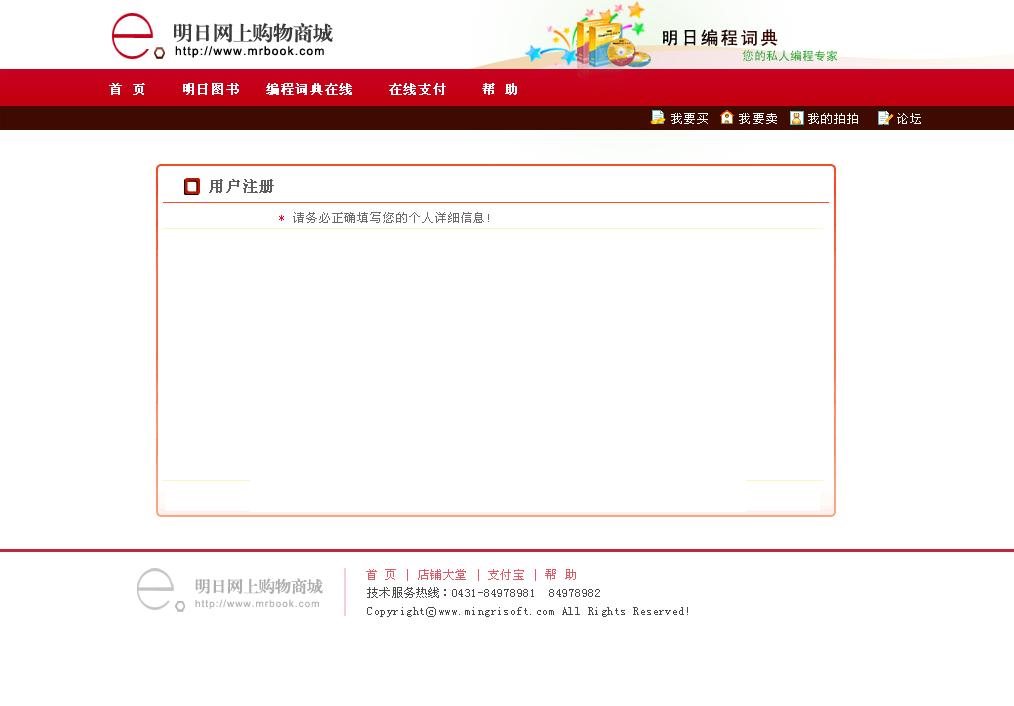 明日网上购物商城
http://www.mrbook.com
明日编程词典
您的私人编程专家
首 页 明日图书 编程词典在线 在线支付 帮 助
我要买 我要卖 我的拍拍 论坛
用户注册
* 请务必正确填写您的个人详细信息!
明日网上购物商城
http://www.mrbook.com
首 页 | 店铺大堂 | 支付宝 | 帮 助
技术服务热线：0431-84978981 84978982
Copyright©www.mingrisoft.com All Rights Reserved!